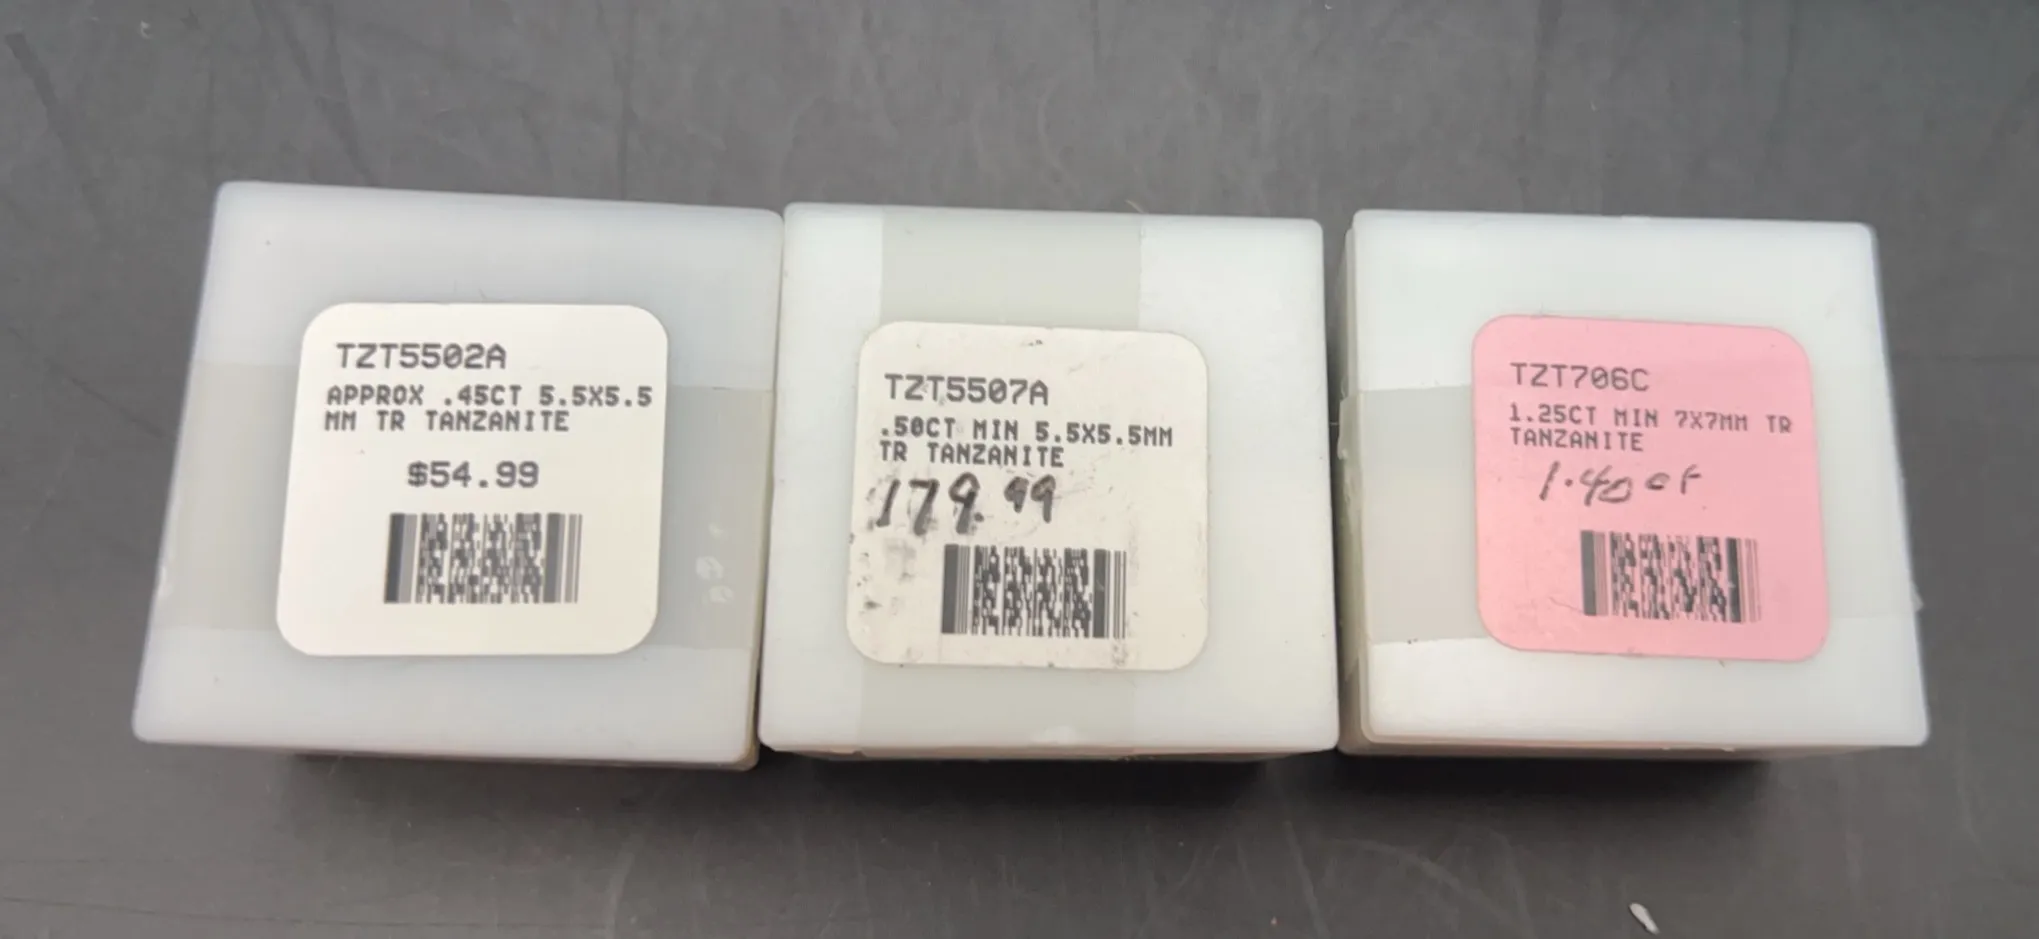 TZT5502A
APPROX .45CT 5.5X5.5
MM TR TANZANITE
$54.99
TZT5507A
.50CT MIN 5.5X5.5MM
TR TANZANITE
179.99
TZT706C
1.25CT MIN 7X7MM TR
TANZANITE
1.40 ct